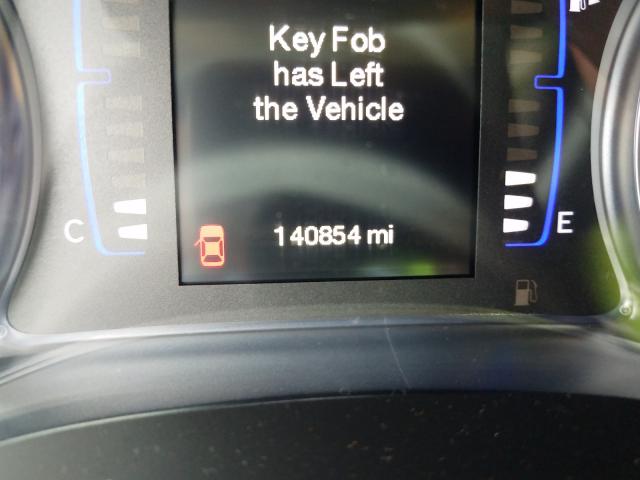 Key Fob
has Left
the Vehicle
C
E
140854 mi